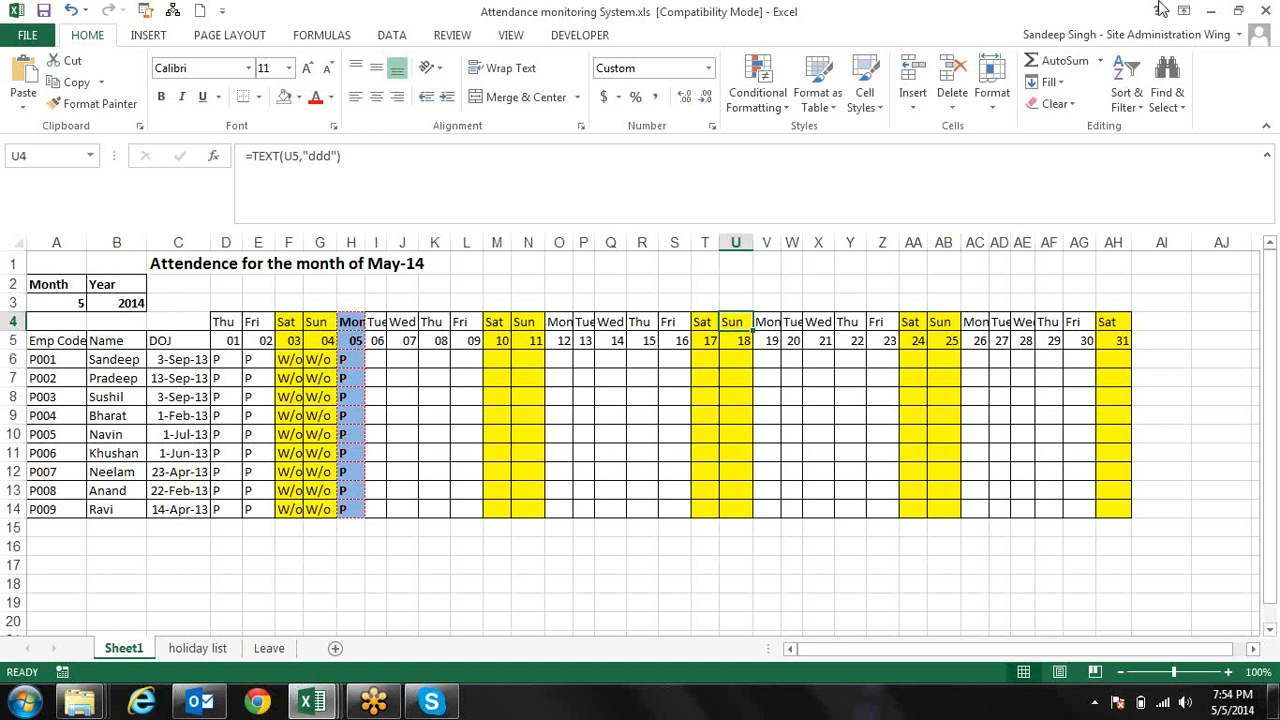 Attendance monitoring System.xls [Compatibility Mode] - Excel
FILE HOME INSERT PAGE LAYOUT FORMULAS DATA REVIEW VIEW DEVELOPER Sandeep Singh - Site Administration Wing
Paste Cut Copy Format Painter Clipboard
Calibri 11 B I U A Font
Wrap Text Merge & Center Alignment
Custom $ % , Number
Conditional Formatting Format as Table Cell Styles Styles
Insert Delete Format Cells
AutoSum Fill Clear Sort & Filter Find & Select Editing
U4 fx =TEXT(U5,"ddd")
A B C D E F G H I J K L M N O P Q R S T U V W X Y Z AA AB AC AD AE AF AG AH AI AJ
1 Attendence for the month of May-14
2 Month Year
3 5 2014
4 Thu Fri Sat Sun Mon Tue Wed Thu Fri Sat Sun Mon Tue Wed Thu Fri Sat Sun Mon Tue Wed Thu Fri Sat Sun Mon Tue Wed Thu Fri Sat
5 Emp Code Name DOJ 01 02 03 04 05 06 07 08 09 10 11 12 13 14 15 16 17 18 19 20 21 22 23 24 25 26 27 28 29 30 31
6 P001 Sandeep 3-Sep-13 P P W/o W/o P
7 P002 Pradeep 13-Sep-13 P P W/o W/o P
8 P003 Sushil 3-Sep-13 P P W/o W/o P
9 P004 Bharat 1-Feb-13 P P W/o W/o P
10 P005 Navin 1-Jul-13 P P W/o W/o P
11 P006 Khushan 1-Jun-13 P P W/o W/o P
12 P007 Neelam 23-Apr-13 P P W/o W/o P
13 P008 Anand 22-Feb-13 P P W/o W/o P
14 P009 Ravi 14-Apr-13 P P W/o W/o P
15
16
17
18
19
20
Sheet1 holiday list Leave
READY 100%
7:54 PM
5/5/2014